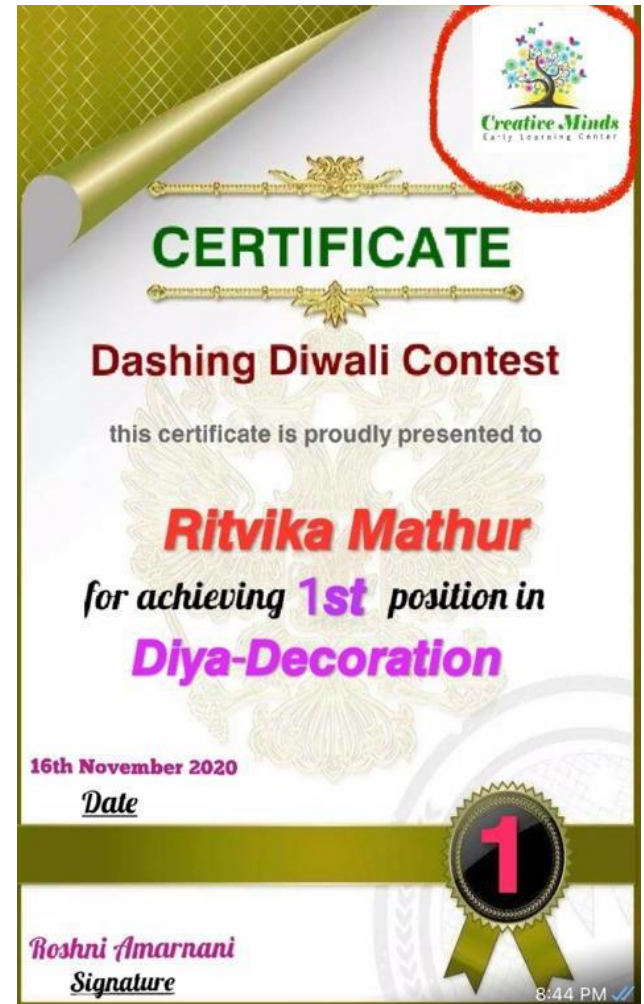 Creative Minds
Early Learning Center
CERTIFICATE
Dashing Diwali Contest
this certificate is proudly presented to
Ritvika Mathur
for achieving 1st position in
Diya-Decoration
16th November 2020
Date
1
Roshni Amarnani
Signature
8:44 PM